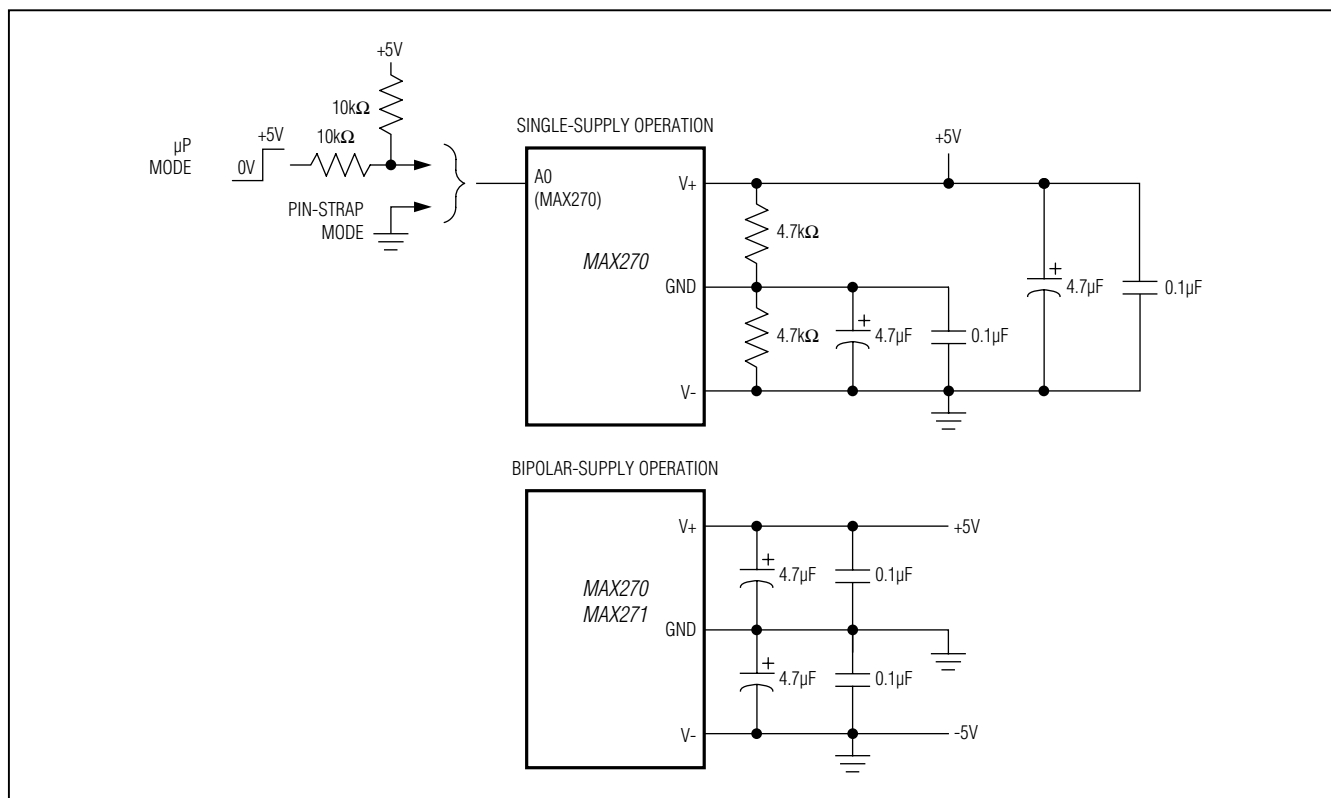 +5V
10kΩ
10kΩ
+5V
0V
µP
MODE
PIN-STRAP
MODE
SINGLE-SUPPLY OPERATION
A0
(MAX270)
MAX270
V+
GND
V-
4.7kΩ
4.7kΩ
+
4.7µF
0.1µF
+5V
+
4.7µF
0.1µF
BIPOLAR-SUPPLY OPERATION
MAX270
MAX271
V+
GND
V-
+
4.7µF
0.1µF
+
4.7µF
0.1µF
+5V
-5V